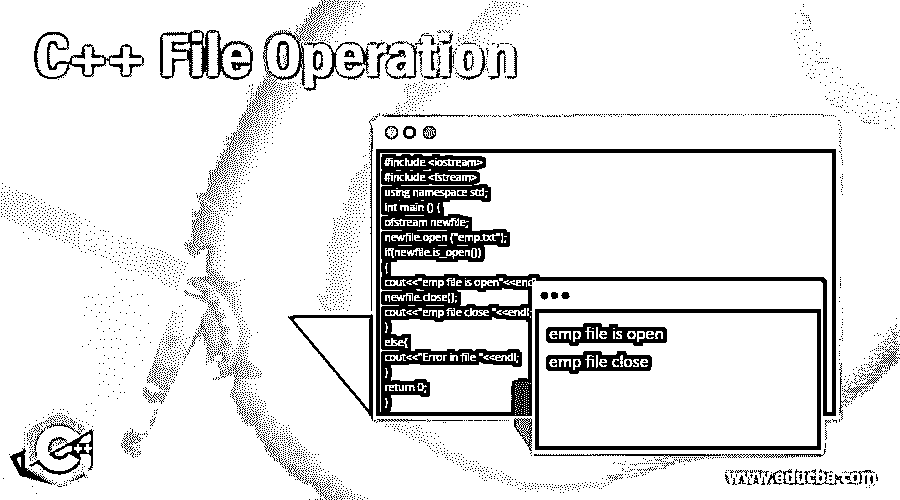 C++ File Operation
#include <iostream>
#include <fstream>
using namespace std;
int main () {
ofstream newfile;
newfile.open ("emp.txt");
if(newfile.is_open())
{
cout<<"emp file is open"<<endl
newfile.close();
cout<<"emp file close "<<endl;
}
else{
cout<<"Error in file "<<endl;
}
return 0;
}
emp file is open
emp file close
C++
www.educba.com